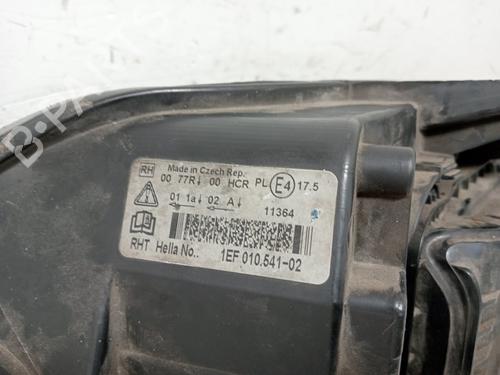 B-PARTS
RH Made in Czech Rep.
00 77R↓ 00 HCR PL E4 17.5
01 1a↓ 02 A↓
11364
RHT Hella No.: 1EF 010.541-02